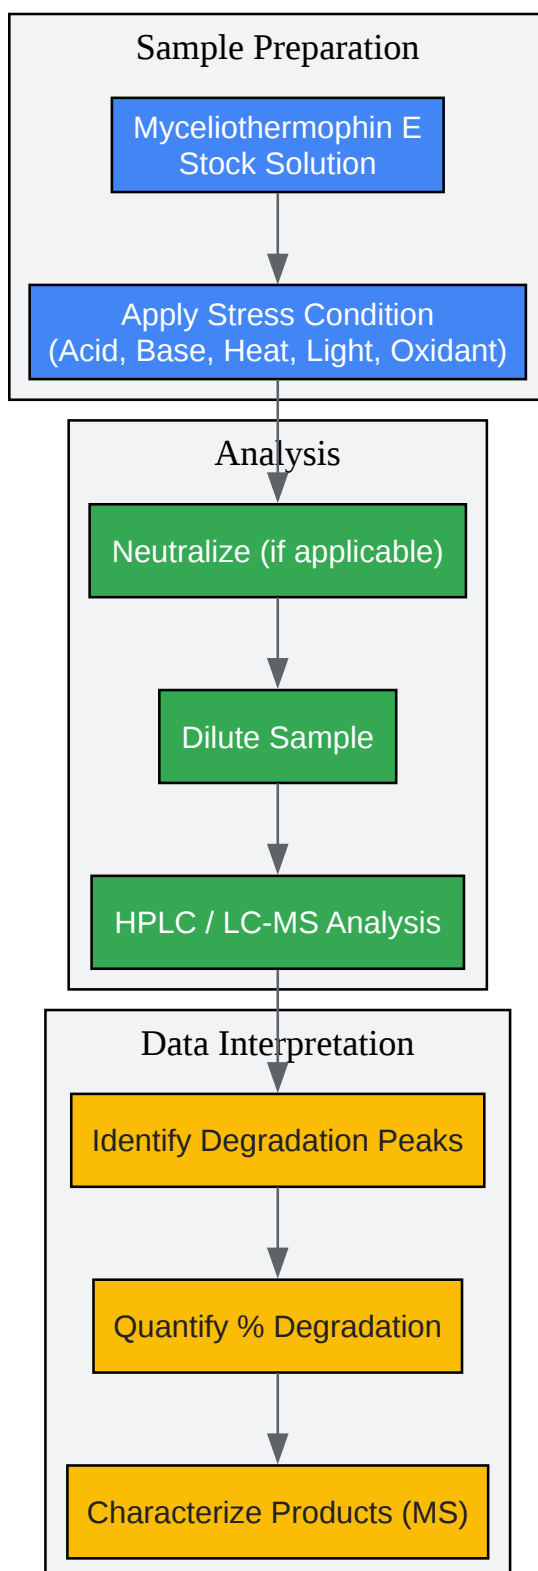 Sample Preparation
Myceliothermophin E
Stock Solution
Apply Stress Condition
(Acid, Base, Heat, Light, Oxidant)
Analysis
Neutralize (if applicable)
Dilute Sample
HPLC / LC-MS Analysis
Data Interpretation
Identify Degradation Peaks
Quantify % Degradation
Characterize Products (MS)